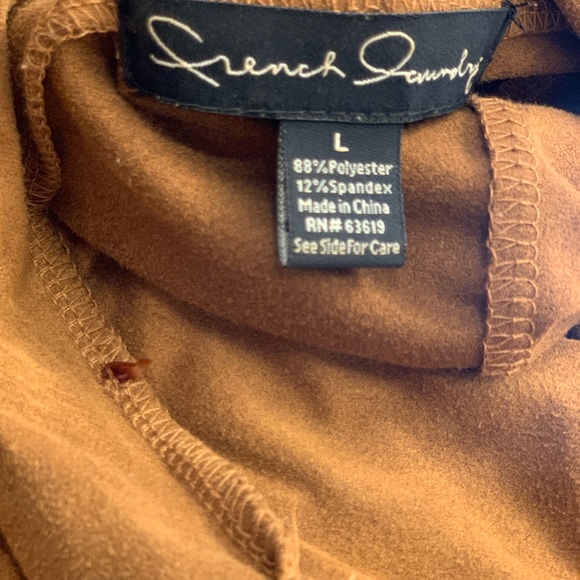 French Laundry
L
88%Polyester
12%Spandex
Made in China
RN# 63619
See Side For Care